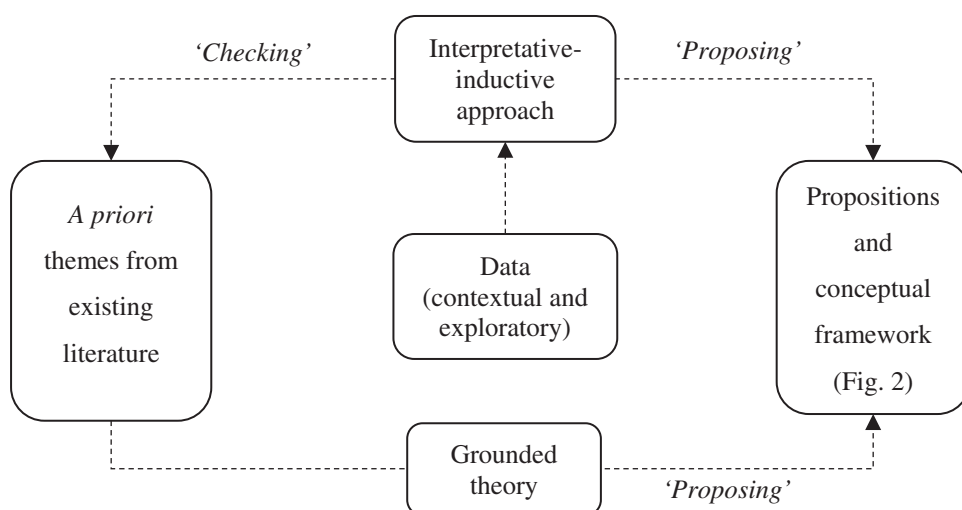 ‘Checking’
Interpretative-
inductive
approach
‘Proposing’
A priori
themes from
existing
literature
Data
(contextual and
exploratory)
Propositions
and
conceptual
framework
(Fig. 2)
Grounded
theory
‘Proposing’